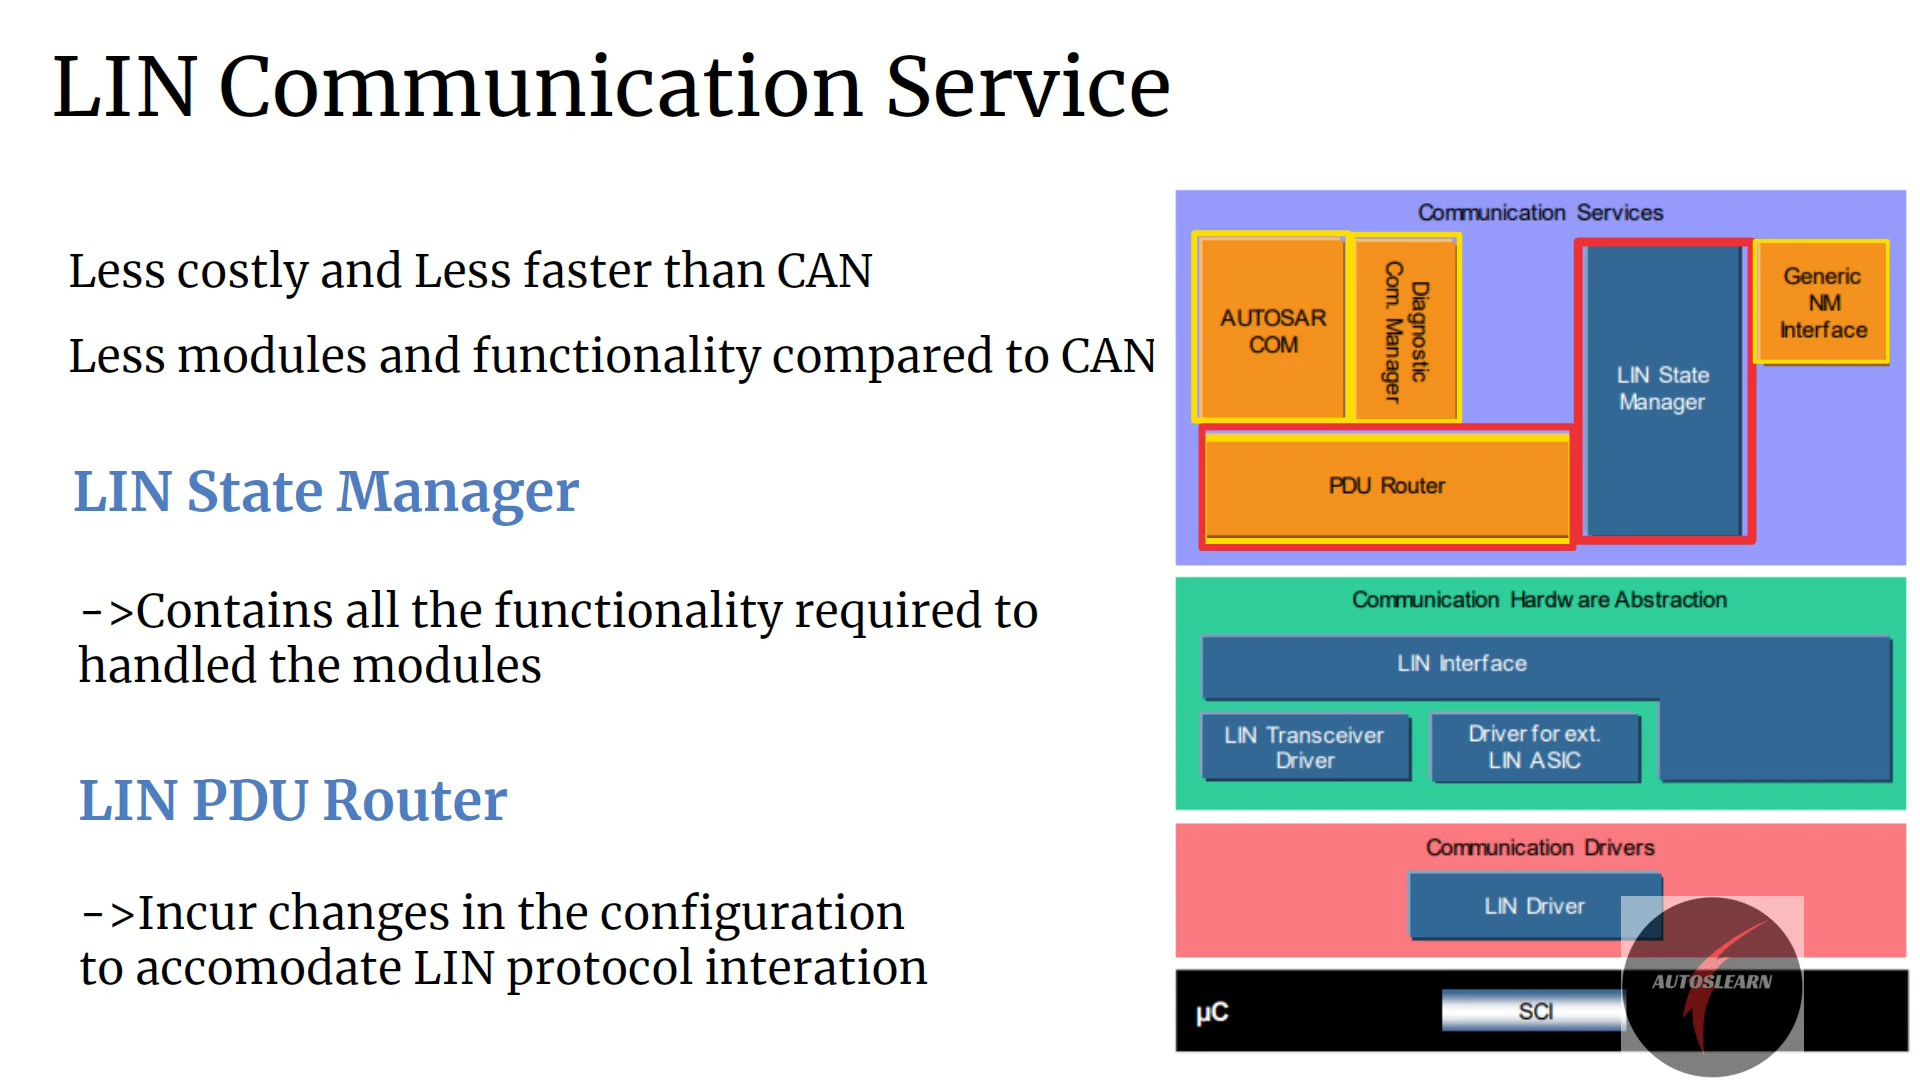 LIN Communication Service
Less costly and Less faster than CAN
Less modules and functionality compared to CAN
LIN State Manager
->Contains all the functionality required to
handled the modules
LIN PDU Router
->Incur changes in the configuration
to accomodate LIN protocol interation
Communication Services
AUTOSAR
COM
Diagnostic
Com. Manager
LIN State
Manager
Generic
NM
Interface
PDU Router
Communication Hardware Abstraction
LIN Interface
LIN Transceiver
Driver
Driver for ext.
LIN ASIC
Communication Drivers
LIN Driver
µC
SCI
AUTOSLEARN